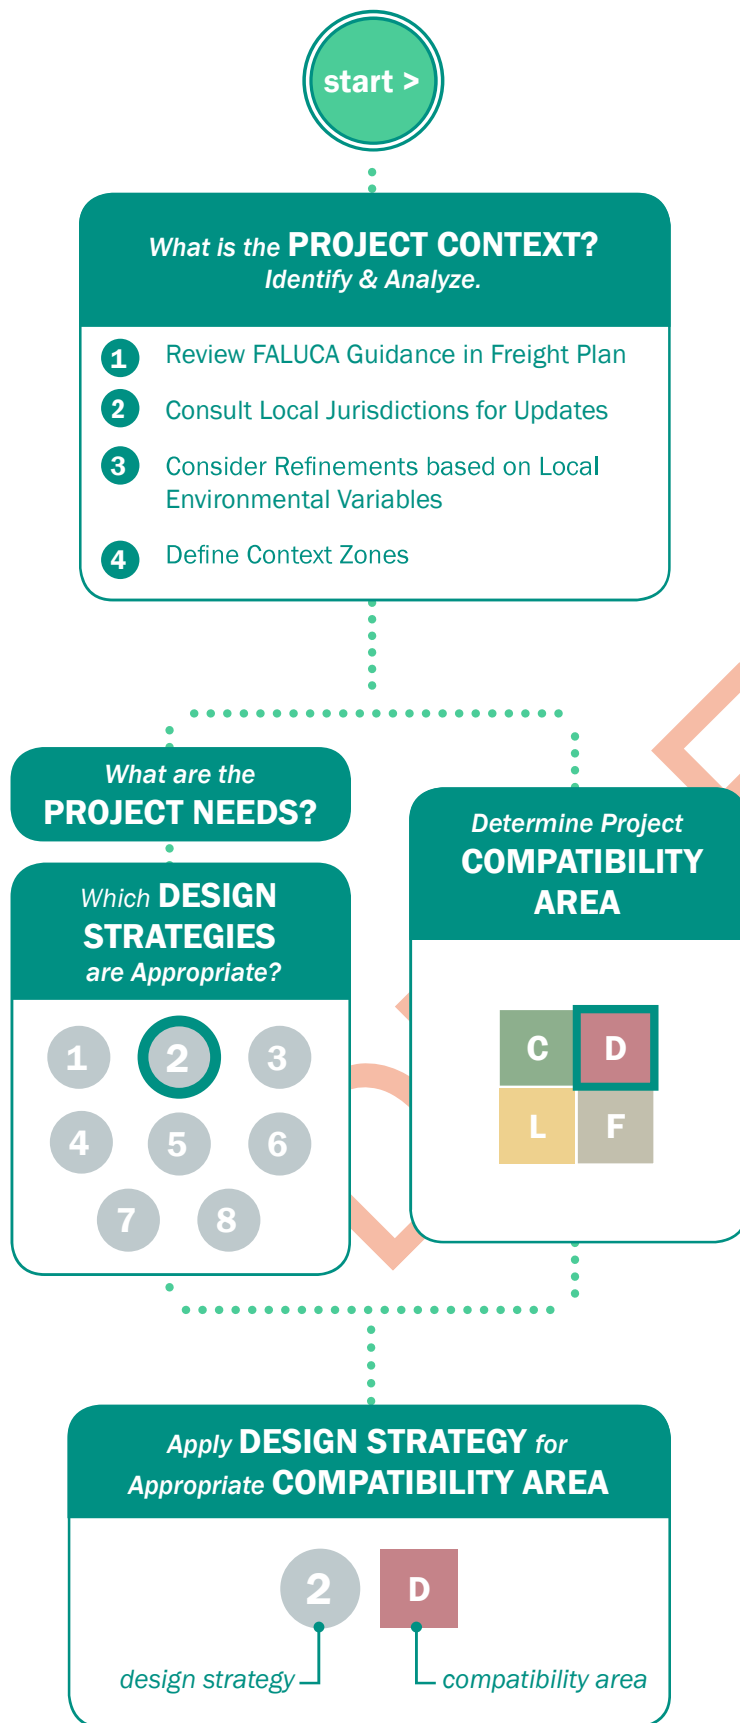 start >
What is the PROJECT CONTEXT?
Identify & Analyze.
1 Review FALUCA Guidance in Freight Plan
2 Consult Local Jurisdictions for Updates
3 Consider Refinements based on Local
Environmental Variables
4 Define Context Zones
What are the
PROJECT NEEDS?
Which DESIGN
STRATEGIES
are Appropriate?
1 2 3
4 5 6
7 8
Determine Project
COMPATIBILITY
AREA
C D
L F
Apply DESIGN STRATEGY for
Appropriate COMPATIBILITY AREA
2 D
design strategy compatibility area